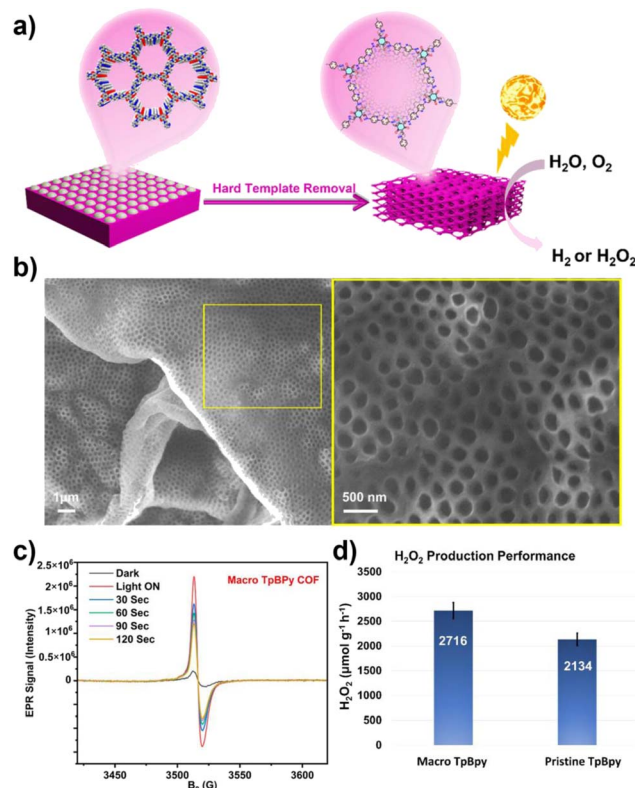 a)
Hard Template Removal
H₂O, O₂
H₂ or H₂O₂
b)
1μm
500 nm
c)
Macro TpBPy COF
Dark
Light ON
30 Sec
60 Sec
90 Sec
120 Sec
2.5×10⁶
2×10⁶
1.5×10⁶
1×10⁶
0.5×10⁶
0
EPR Signal (Intensity)
3450 3500 3550 3600
d)
H₂O₂ Production Performance
H₂O₂ (μmol g⁻¹ h⁻¹)
3500
3000
2500
2000
1500
1000
500
0
2716
2134
Macro TpBpy Pristine TpBpy